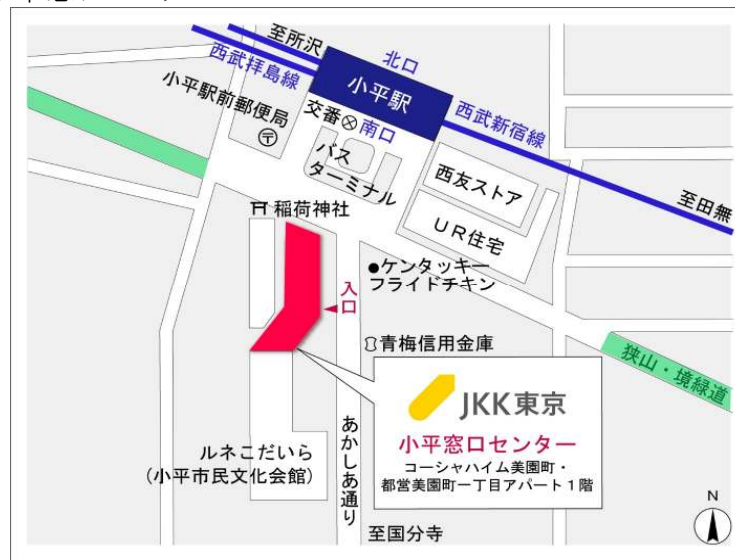 至所沢
西武拝島線
北口
小平駅
小平駅前郵便局
交番
南口
西武新宿線
バス
ターミナル
西友ストア
至田無
UR住宅
稲荷神社
ケンタッキー
フライドチキン
入口
青梅信用金庫
狭山・境緑道
JKK東京
小平窓口センター
コーシャハイム美園町・
都営美園町一丁目アパート1階
あかしあ通り
ルネこだいら
(小平市民文化会館)
至国分寺
N